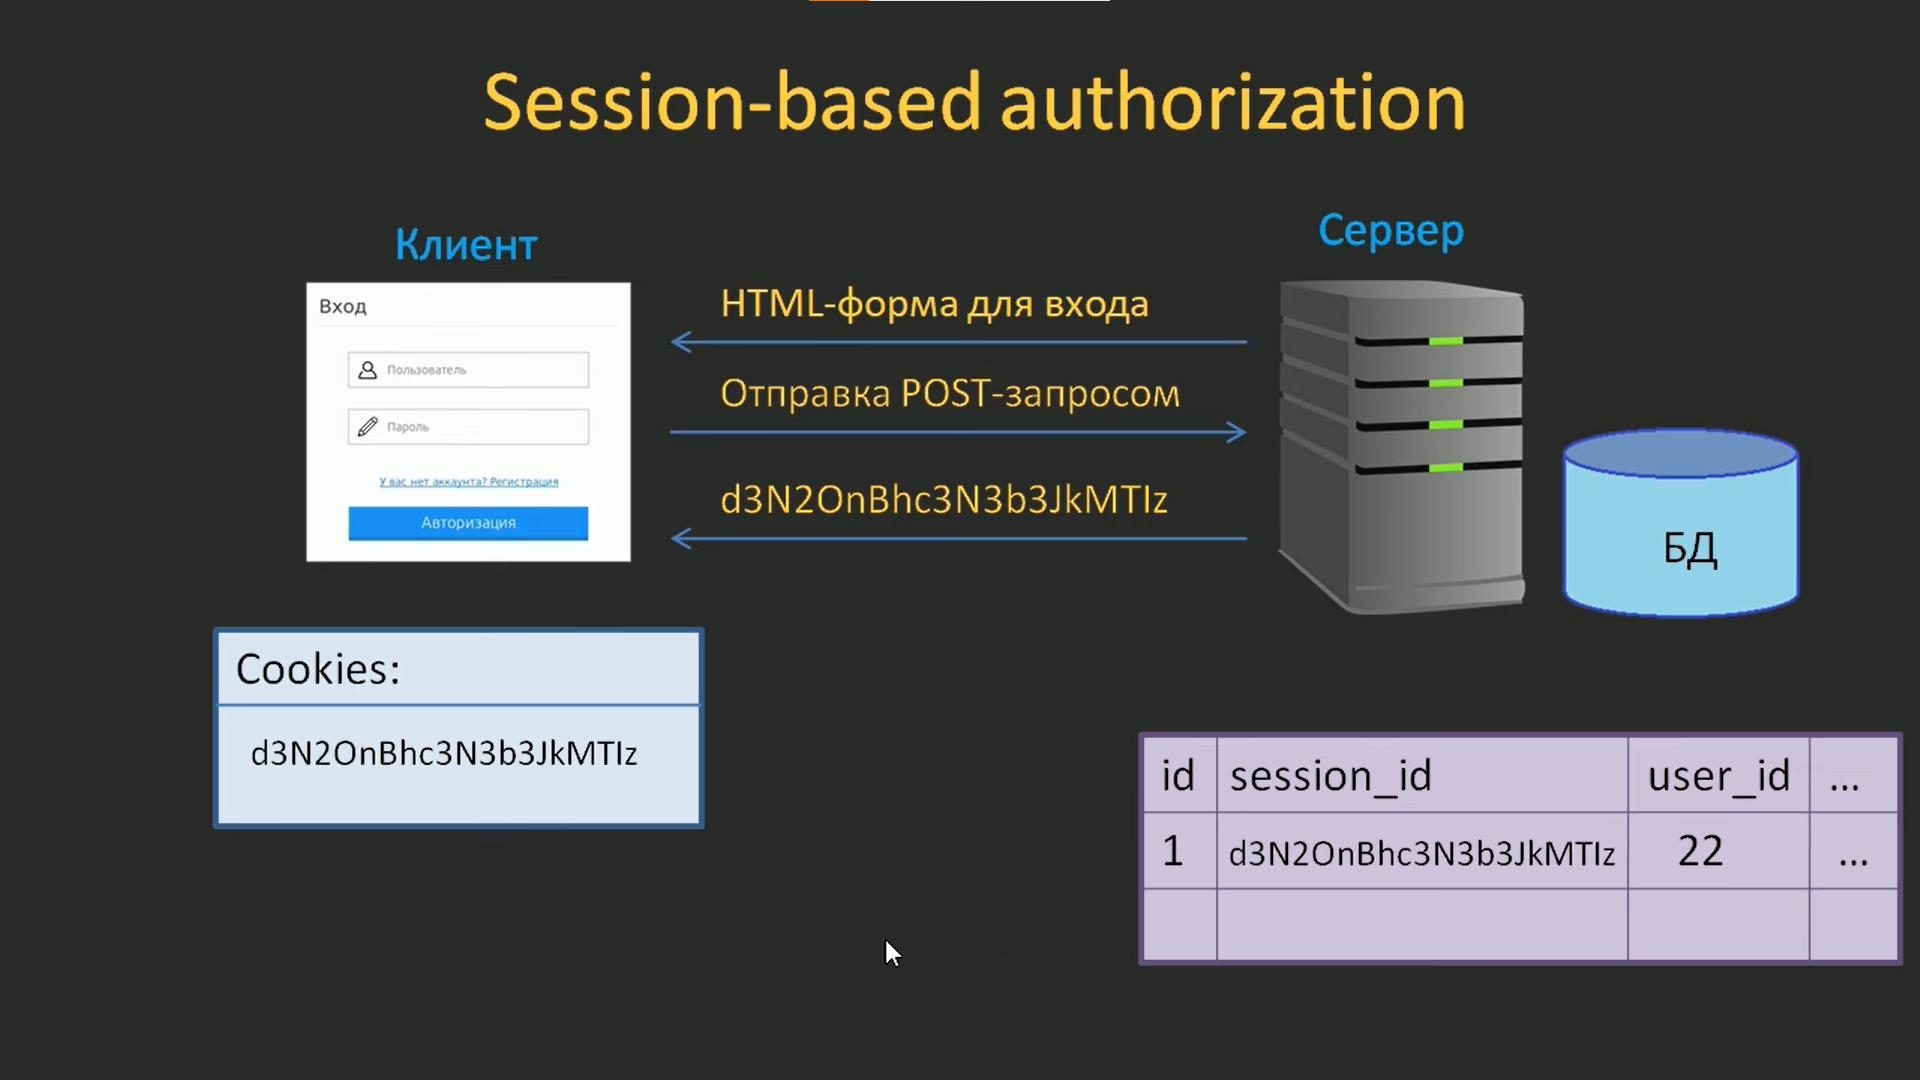 Session-based authorization
Клиент
Сервер
Вход
Пользователь
Пароль
У вас нет аккаунта? Регистрация
Авторизация
HTML-форма для входа
Отправка POST-запросом
d3N2OnBhc3N3b3JkMTIz
БД
Cookies:
d3N2OnBhc3N3b3JkMTIz
id session_id user_id ...
1 d3N2OnBhc3N3b3JkMTIz 22 ...